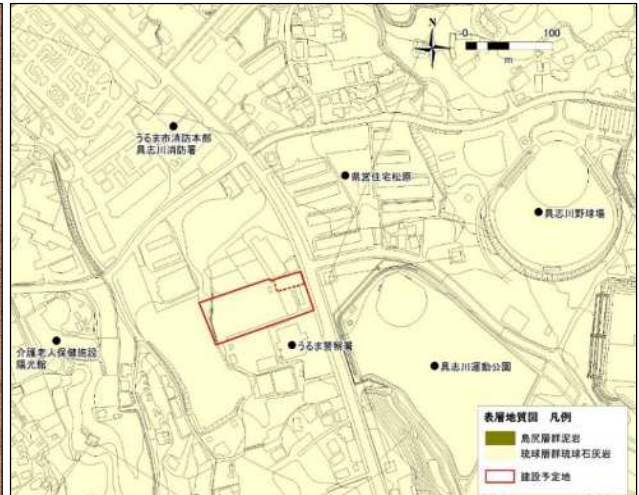 N
0 100
m
うるま市消防本部
具志川消防署
県営住宅松原
具志川野球場
うるま警察署
介護老人保健施設
陽光館
具志川運動公園
表層地質図 凡例
島尻層群泥岩
琉球層群琉球石灰岩
建設予定地